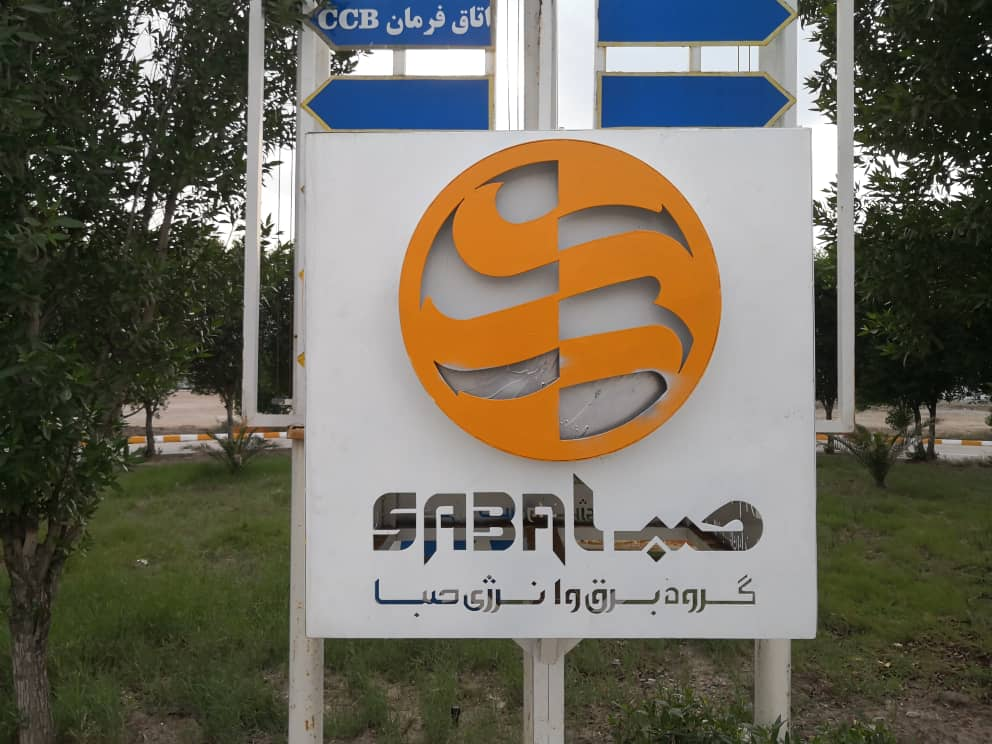 اتاق فرمان CCB
SABA صبا
گروه برق و انرژی صبا